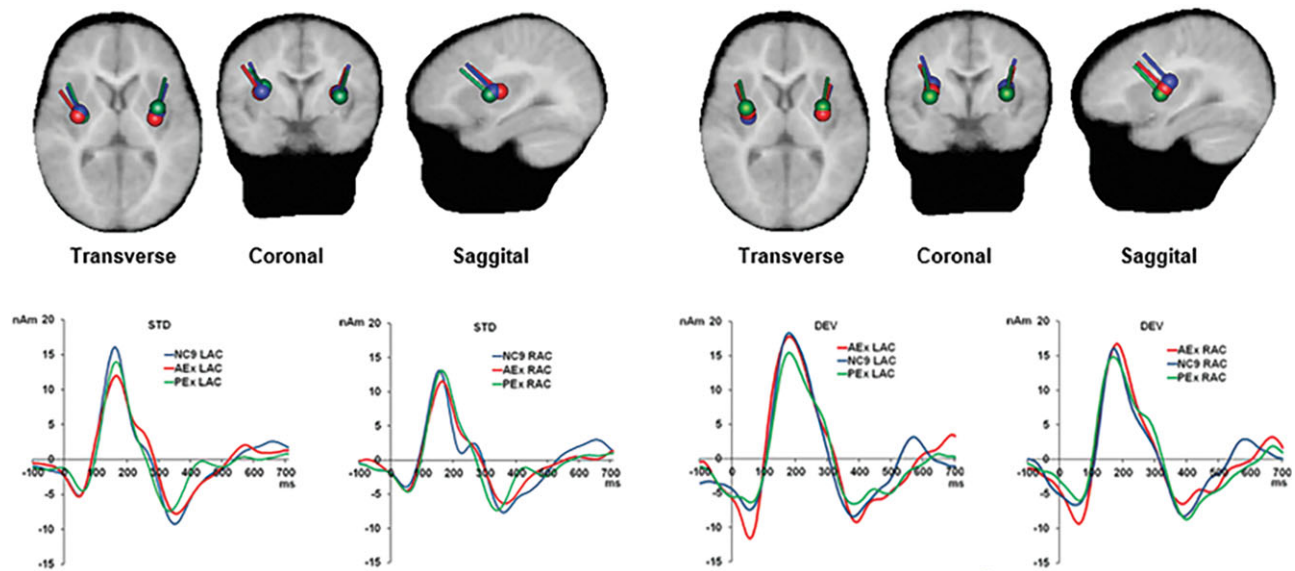 Transverse Coronal Saggital
Transverse Coronal Saggital
nAm 20 15 10 5 0 -5 -10 -15
STD
NC9 LAC
AEx LAC
PEx LAC
-100 0 100 200 300 400 500 600 700
ms
nAm 20 15 10 5 0 -5 -10 -15
STD
NC9 RAC
AEx RAC
PEx RAC
-100 0 100 200 300 400 500 600 700
ms
nAm 20 15 10 5 0 -5 -10 -15
DEV
AEx LAC
NC9 LAC
PEx LAC
-100 0 100 200 300 400 500 600 700
ms
nAm 20 15 10 5 0 -5 -10 -15
DEV
AEx RAC
NC9 RAC
PEx RAC
-100 0 100 200 300 400 500 600 700
ms